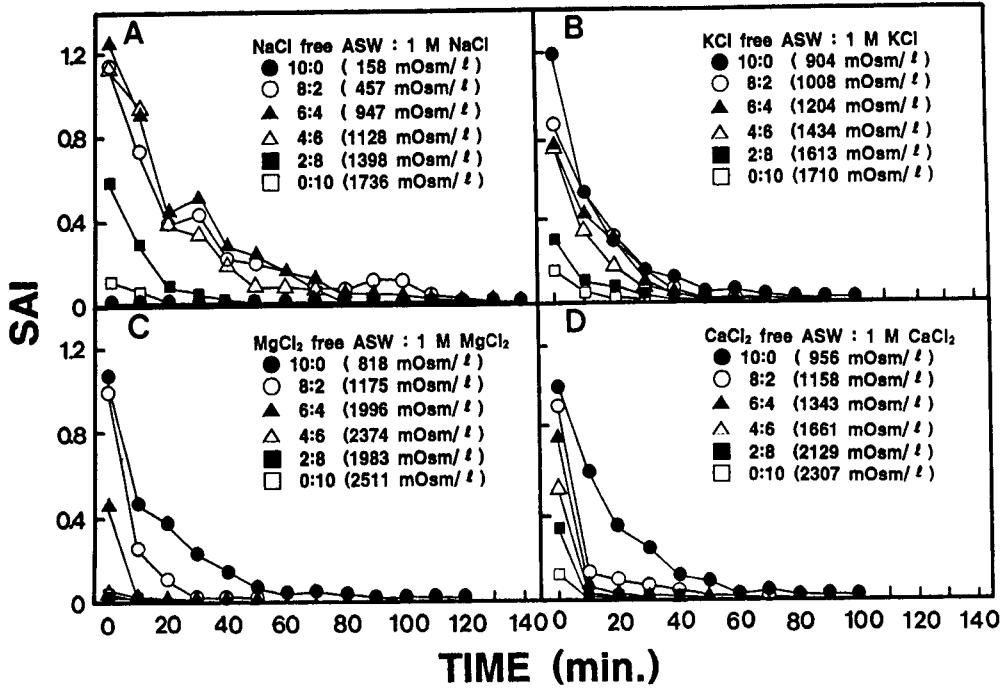 A
NaCl free ASW : 1 M NaCl
10:0 ( 158 mOsm/ℓ)
8:2 ( 457 mOsm/ℓ)
6:4 ( 947 mOsm/ℓ)
4:6 (1128 mOsm/ℓ)
2:8 (1398 mOsm/ℓ)
0:10 (1736 mOsm/ℓ)
B
KCl free ASW : 1 M KCl
10:0 ( 904 mOsm/ℓ)
8:2 (1008 mOsm/ℓ)
6:4 (1204 mOsm/ℓ)
4:6 (1434 mOsm/ℓ)
2:8 (1613 mOsm/ℓ)
0:10 (1710 mOsm/ℓ)
1.2
0.8
0.4
0
C
MgCl₂ free ASW : 1 M MgCl₂
10:0 ( 818 mOsm/ℓ)
8:2 (1175 mOsm/ℓ)
6:4 (1996 mOsm/ℓ)
4:6 (2374 mOsm/ℓ)
2:8 (1983 mOsm/ℓ)
0:10 (2511 mOsm/ℓ)
D
CaCl₂ free ASW : 1 M CaCl₂
10:0 ( 956 mOsm/ℓ)
8:2 (1158 mOsm/ℓ)
6:4 (1343 mOsm/ℓ)
4:6 (1661 mOsm/ℓ)
2:8 (2129 mOsm/ℓ)
0:10 (2307 mOsm/ℓ)
1.2
0.8
0.4
0
0 20 40 60 80 100 120 140
0 20 40 60 80 100 120 140
SAI
TIME (min.)